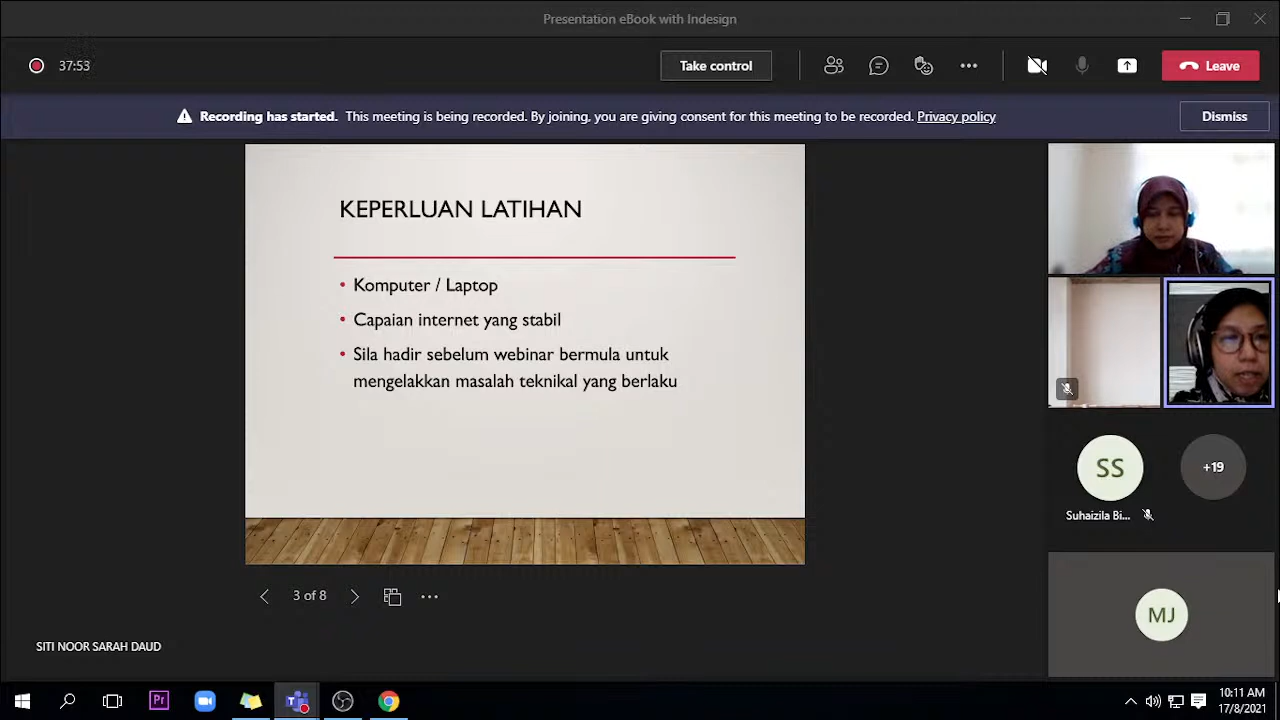 Presentation eBook with Indesign
37:53
Take control
Leave
Recording has started. This meeting is being recorded. By joining, you are giving consent for this meeting to be recorded. Privacy policy
Dismiss
KEPERLUAN LATIHAN
• Komputer / Laptop
• Capaian internet yang stabil
• Sila hadir sebelum webinar bermula untuk
mengelakkan masalah teknikal yang berlaku
SS
+19
Suhaizila Bi...
3 of 8
MJ
SITI NOOR SARAH DAUD
Pr
10:11 AM
17/8/2021